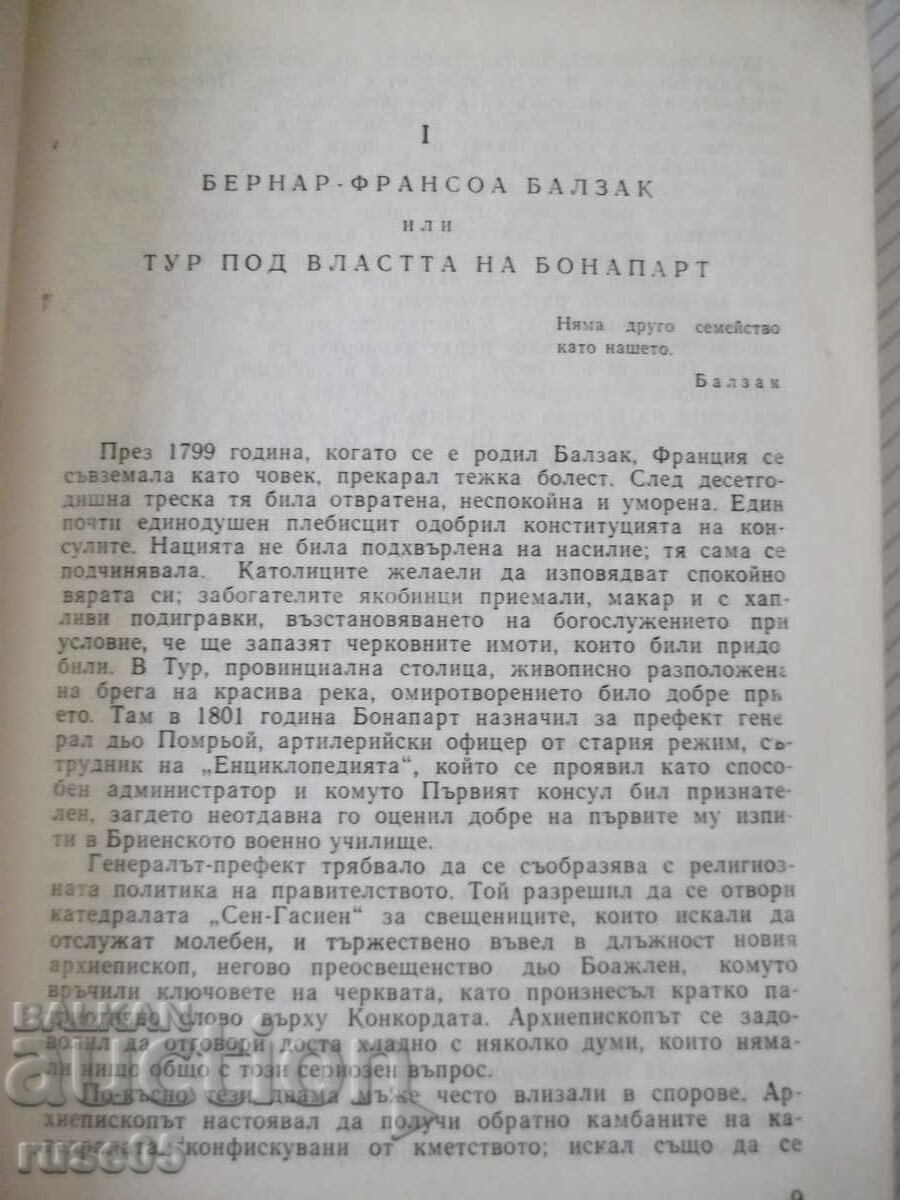 I
БЕРНАР-ФРАНСОА БАЛЗАК
или
ТУР ПОД ВЛАСТТА НА БОНАПАРТ
Няма друго семейство
като нашето.
Балзак
През 1799 година, когато се е родил Балзак, Франция се
съвземала като човек, прекарал тежка болест. След десетго-
дишна треска тя била отвратена, неспокойна и уморена. Един
почти единодушен плебисцит одобрил конституцията на кон-
сулите. Нацията не била подхвърлена на насилие; тя сама се
подчинявала. Католиците желаели да изповядват спокойно
вярата си; забогателите якобинци приемали, макар и с хап-
ливи подигравки, възстановяването на богослужението при
условие, че ще запазят черковните имоти, които били придо
били. В Тур, провинциална столица, живописно разположена
на брега на красива река, омиротворението било добре при
ето. Там в 1801 година Бонапарт назначил за префект гене
рал дьо Помрьой, артилерийски офицер от стария режим, съ-
трудник на „Енциклопедията“, който се проявил като спосо-
бен администратор и комуто Първият консул бил признате-
лен, загдето неотдавна го оценил добре на първите му изпи-
ти в Бриенското военно училище.
Генералът-префект трябвало да се съобразява с религиоз-
ната политика на правителството. Той разрешил да се отвори
катедралата „Сен-Гасиен“ за свещениците, които искали да
отслужат молебен, и тържествено въвел в длъжност новия
архиепископ, негово преосвещенство дьо Боажлен, комуто
връчили ключовете на черквата, като произнесъл кратко па-
слово върху Конкордата. Архиепископът се задо-
волил да отговори доста хладно с няколко думи, които няма-
ли нищо общо с този сериозен въпрос.
По-късно тези двама мъже често влизали в спорове. Ар-
хиепископът настоявал да получи обратно камбаните на ка-
тедралата, конфискувани от кметството; искал също да се
9
BALKAN
auction
ruse05